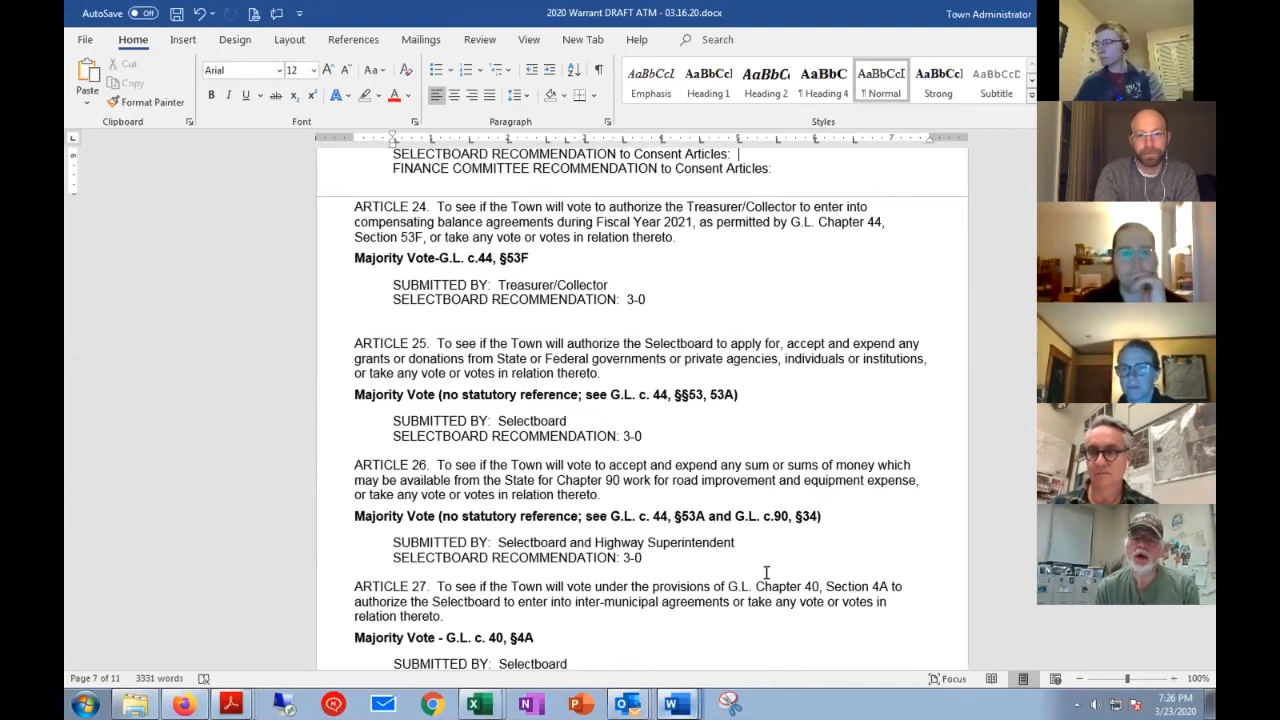 AutoSave Off
2020 Warrant DRAFT ATM - 03.16.20.docx
Town Administrator
File Home Insert Design Layout References Mailings Review View New Tab Help Search
Paste
Cut
Copy
Format Painter
Clipboard
Arial 12
Font
Paragraph
AaBbCcI AaBbCc AaBbC AaBbC AaBbCcI AaBbCc AaBbCcD
Emphasis Heading 1 Heading 2 ¶ Heading 4 ¶ Normal Strong Subtitle
Styles
1 2 3 4 5 6 7
SELECTBOARD RECOMMENDATION to Consent Articles:
FINANCE COMMITTEE RECOMMENDATION to Consent Articles:
ARTICLE 24. To see if the Town will vote to authorize the Treasurer/Collector to enter into
compensating balance agreements during Fiscal Year 2021, as permitted by G.L. Chapter 44,
Section 53F, or take any vote or votes in relation thereto.
Majority Vote-G.L. c.44, §53F
SUBMITTED BY: Treasurer/Collector
SELECTBOARD RECOMMENDATION: 3-0
ARTICLE 25. To see if the Town will authorize the Selectboard to apply for, accept and expend any
grants or donations from State or Federal governments or private agencies, individuals or institutions,
or take any vote or votes in relation thereto.
Majority Vote (no statutory reference; see G.L. c. 44, §§53, 53A)
SUBMITTED BY: Selectboard
SELECTBOARD RECOMMENDATION: 3-0
ARTICLE 26. To see if the Town will vote to accept and expend any sum or sums of money which
may be available from the State for Chapter 90 work for road improvement and equipment expense,
or take any vote or votes in relation thereto.
Majority Vote (no statutory reference; see G.L. c. 44, §53A and G.L. c.90, §34)
SUBMITTED BY: Selectboard and Highway Superintendent
SELECTBOARD RECOMMENDATION: 3-0
ARTICLE 27. To see if the Town will vote under the provisions of G.L. Chapter 40, Section 4A to
authorize the Selectboard to enter into inter-municipal agreements or take any vote or votes in
relation thereto.
Majority Vote - G.L. c. 40, §4A
SUBMITTED BY: Selectboard
Page 7 of 11 3331 words
Focus
100%
7:26 PM
3/23/2020